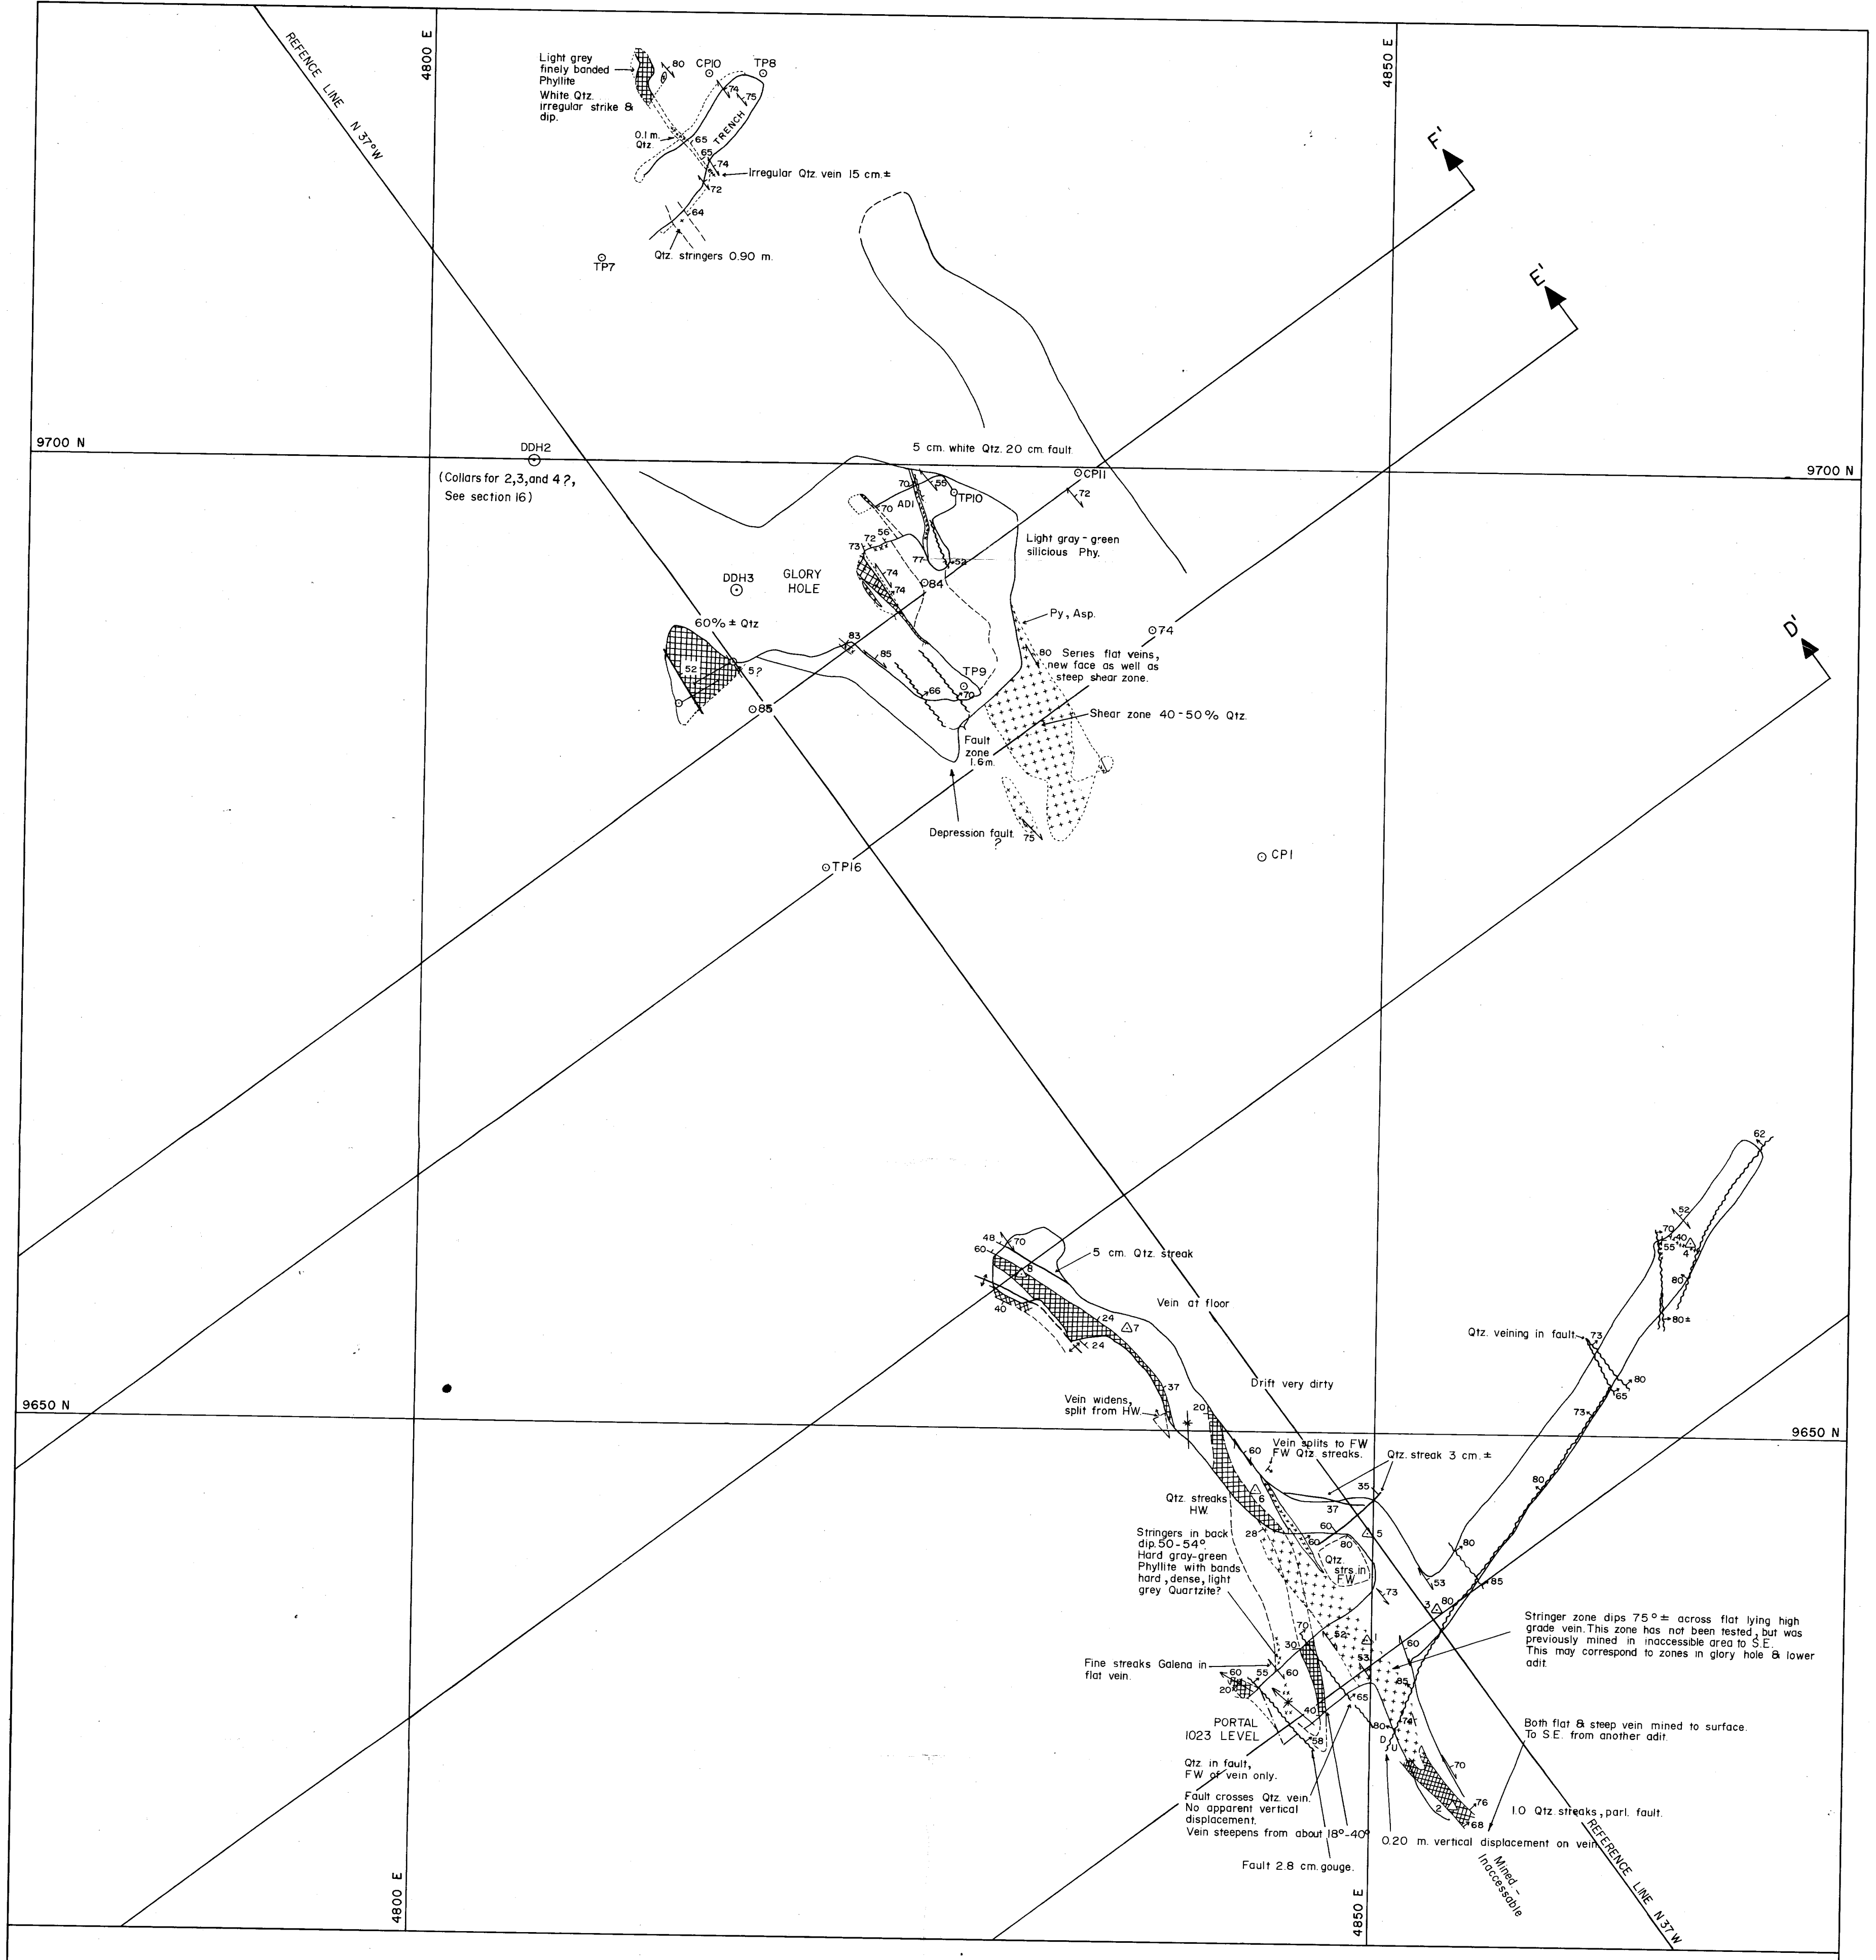 REFENCE LINE N 37°W
4800 E
4850 E
Light grey
finely banded
Phyllite
White Qtz.
irregular strike &
dip.
80
CP10
TP8
74
75
TRENCH
0.1 m.
Qtz.
65
65
74
Irregular Qtz. vein 15 cm.±
72
64
Qtz. stringers 0.90 m.
TP7
F'
E'
D'
9700 N
DDH2
(Collars for 2,3, and 4?,
See section 16)
5 cm. white Qtz. 20 cm. fault.
CP11
72
9700 N
70
55
TP10
70
ADI
56
72
73
77
52
Light gray-green
silicious Phy.
DDH3
GLORY
HOLE
74
74
84
60% ± Qtz
Py, Asp.
74
83
52
5?
85
80 Series flat veins,
new face as well as
steep shear zone.
TP9
66
70
85
Shear zone 40-50% Qtz.
Fault
zone
1.6m.
Depression fault.
?
75
TP16
CP1
62
52
70
40
55
4
80
80±
48
70
60
5 cm. Qtz. streak
8
40
Vein at floor
24
7
24
Qtz. veining in fault
73
80
65
73
37
Drift very dirty
Vein widens,
split from HW.
20
9650 N
9650 N
60
Vein splits to FW
FW Qtz streaks.
Qtz. streak 3 cm. ±
80
Qtz. streaks
HW.
6
35
37
28
60
60
80
5
Qtz.
strs. in
FW
Stringers in back
dip. 50-54°.
Hard gray-green
Phyllite with bands
hard, dense, light
grey Quartzite?
80
85
53
73
3
80
70
52
1
30
53
60
Stringer zone dips 75°± across flat lying high
grade vein. This zone has not been tested, but was
previously mined in inaccessible area to S.E.
This may correspond to zones in glory hole & lower
adit.
Fine streaks Galena in
flat vein.
60
55
60
20
85
65
40
PORTAL
1023 LEVEL
58
80
74
D
U
Both flat & steep vein mined to surface.
To S.E. from another adit.
Qtz. in fault,
FW of vein only.
70
Fault crosses Qtz. vein.
No apparent vertical
displacement.
Vein steepens from about 18°-40°
2
76
68
1.0 Qtz. streaks, parl. fault.
0.20 m. vertical displacement on vein
Fault 2.8 cm. gouge.
Mined.-
Inaccessable
REFERENCE LINE N 37 W
4800 E
4850 E